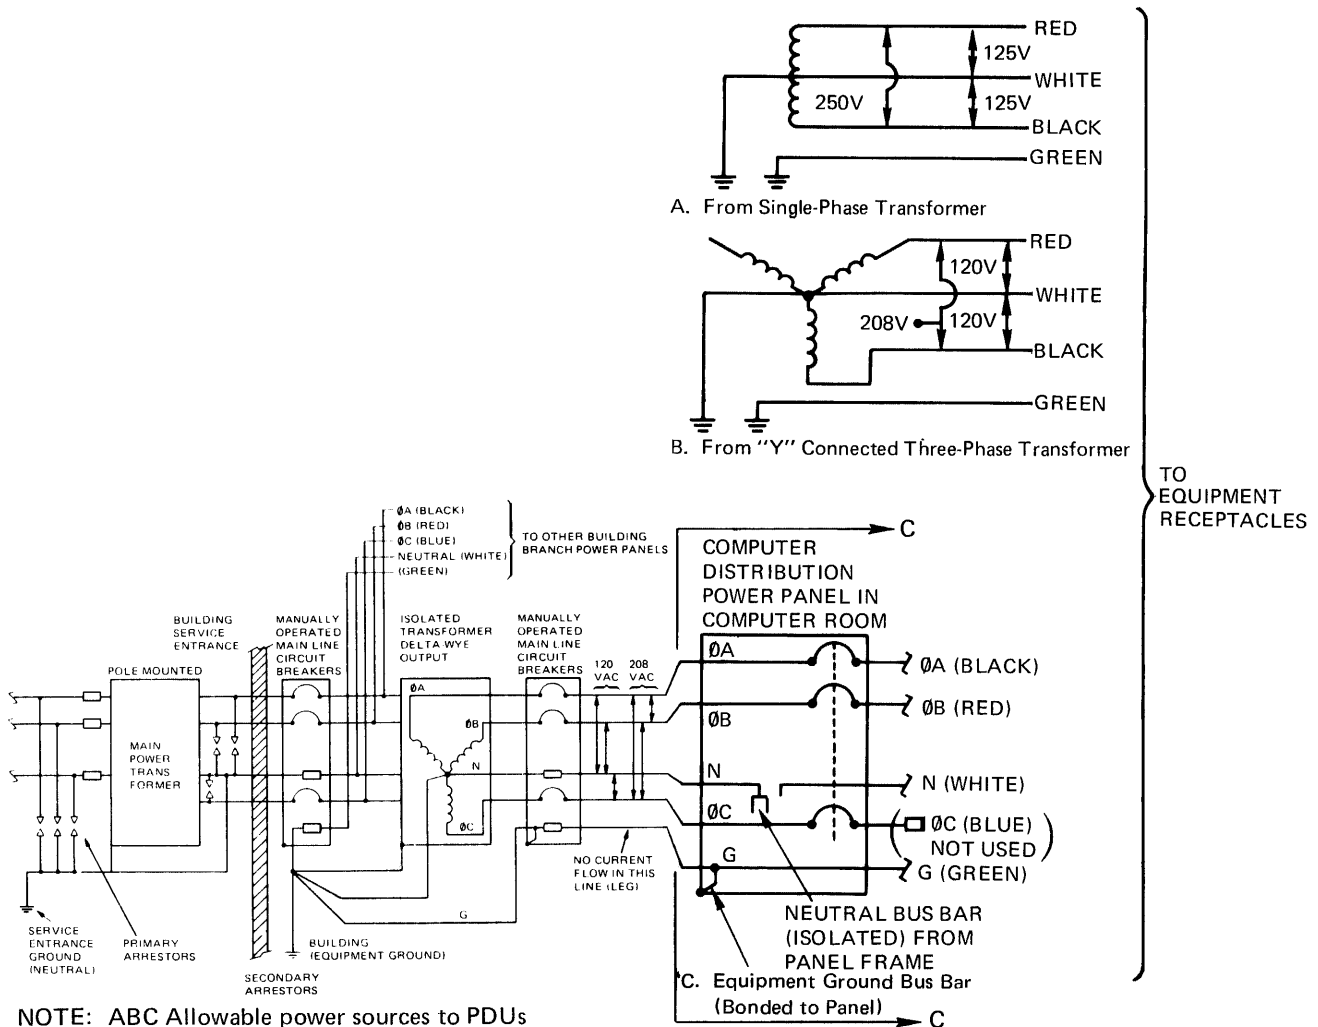 RED
125V
WHITE
250V
125V
BLACK
GREEN
A. From Single-Phase Transformer
RED
120V
WHITE
208V
120V
BLACK
GREEN
B. From "Y" Connected Three-Phase Transformer
TO
EQUIPMENT
RECEPTACLES
ØA (BLACK)
ØB (RED)
ØC (BLUE)
NEUTRAL (WHITE)
(GREEN)
TO OTHER BUILDING
BRANCH POWER PANELS
C
COMPUTER
DISTRIBUTION
POWER PANEL IN
COMPUTER ROOM
BUILDING
SERVICE
ENTRANCE
MANUALLY
OPERATED
MAIN LINE
CIRCUIT
BREAKERS
ISOLATED
TRANSFORMER
DELTA-WYE
OUTPUT
MANUALLY
OPERATED
MAIN LINE
CIRCUIT
BREAKERS
120
VAC
208
VAC
POLE MOUNTED
MAIN
POWER
TRANS
FORMER
ØA
ØB
N
ØC
ØA
ØB
N
ØC
G
ØA (BLACK)
ØB (RED)
N (WHITE)
ØC (BLUE)
NOT USED
G (GREEN)
NO CURRENT
FLOW IN THIS
LINE (LEG)
G
SERVICE
ENTRANCE
GROUND
(NEUTRAL)
PRIMARY
ARRESTORS
SECONDARY
ARRESTORS
BUILDING
(EQUIPMENT GROUND)
NEUTRAL BUS BAR
(ISOLATED) FROM
PANEL FRAME
C. Equipment Ground Bus Bar
(Bonded to Panel)
C
NOTE: ABC Allowable power sources to PDUs